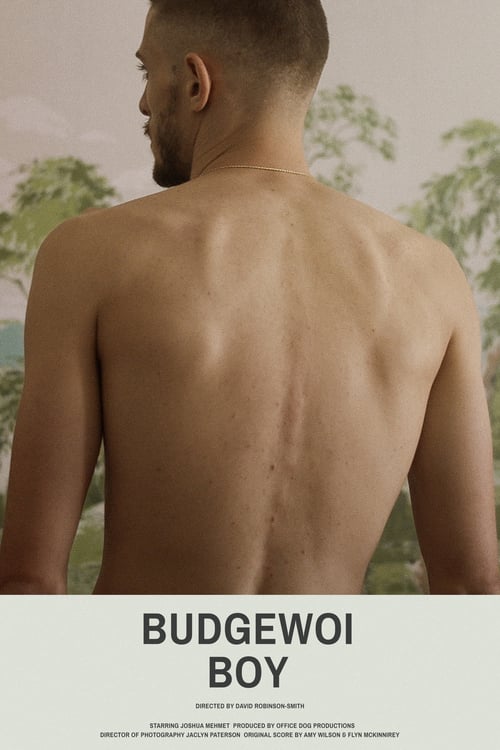 BUDGEWOI
BOY
DIRECTED BY DAVID ROBINSON-SMITH
STARRING JOSHUA MEHMET PRODUCED BY OFFICE DOG PRODUCTIONS
DIRECTOR OF PHOTOGRAPHY JACLYN PATERSON ORIGINAL SCORE BY AMY WILSON & FLYN MCKINNIREY